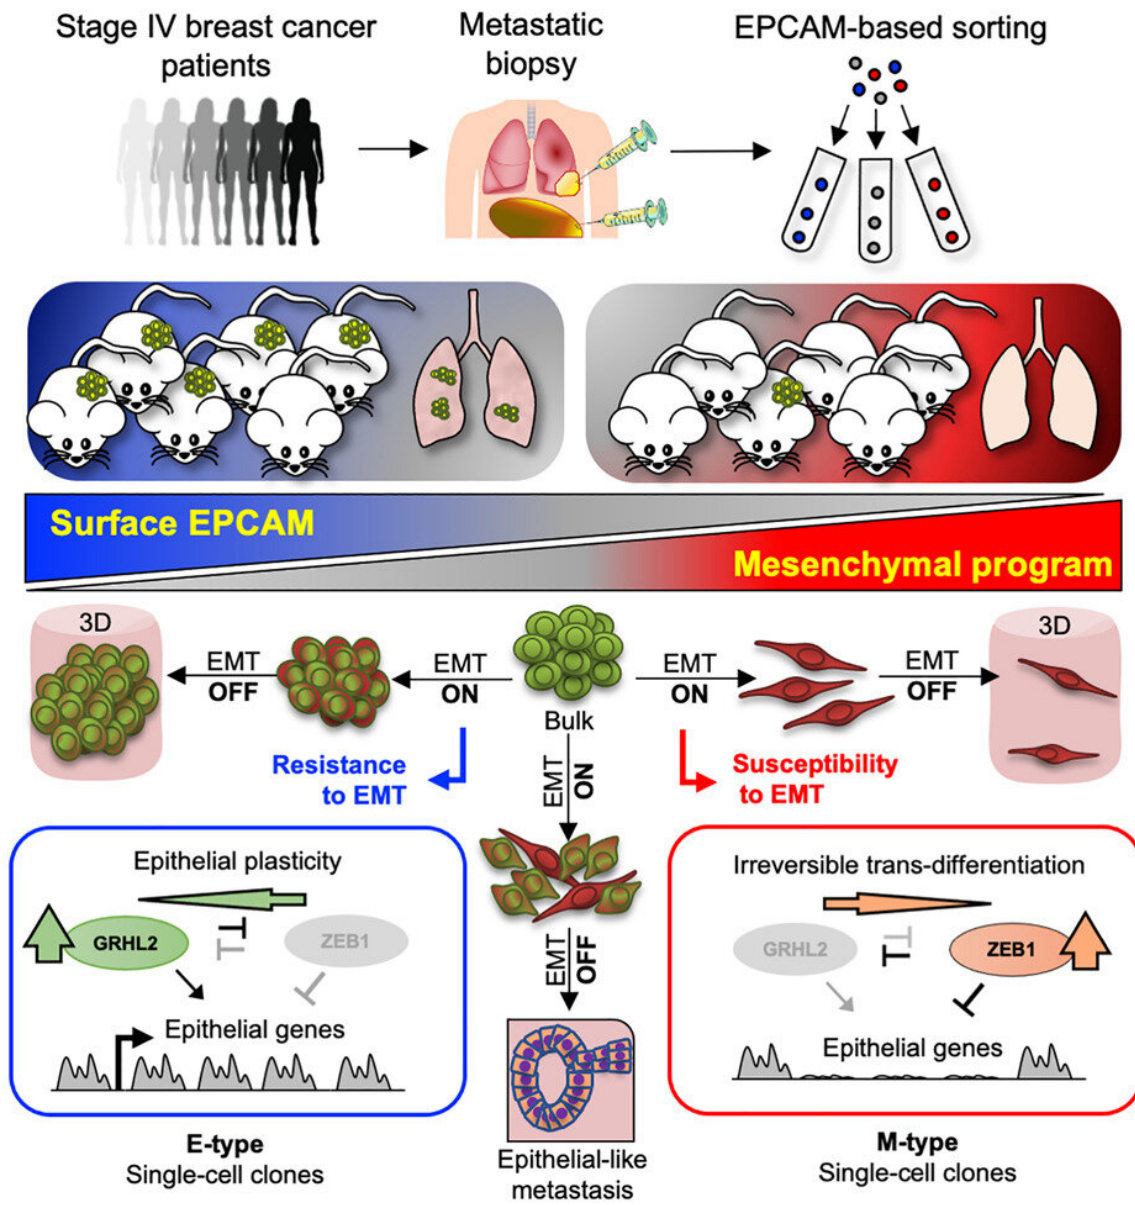 Stage IV breast cancer
patients
Metastatic
biopsy
EPCAM-based sorting
Surface EPCAM
Mesenchymal program
3D
EMT
OFF
EMT
ON
Bulk
EMT
ON
EMT
OFF
3D
Resistance
to EMT
EMT
ON
Susceptibility
to EMT
Epithelial plasticity
GRHL2
ZEB1
Epithelial genes
E-type
Single-cell clones
EMT
OFF
Epithelial-like
metastasis
Irreversible trans-differentiation
GRHL2
ZEB1
Epithelial genes
M-type
Single-cell clones